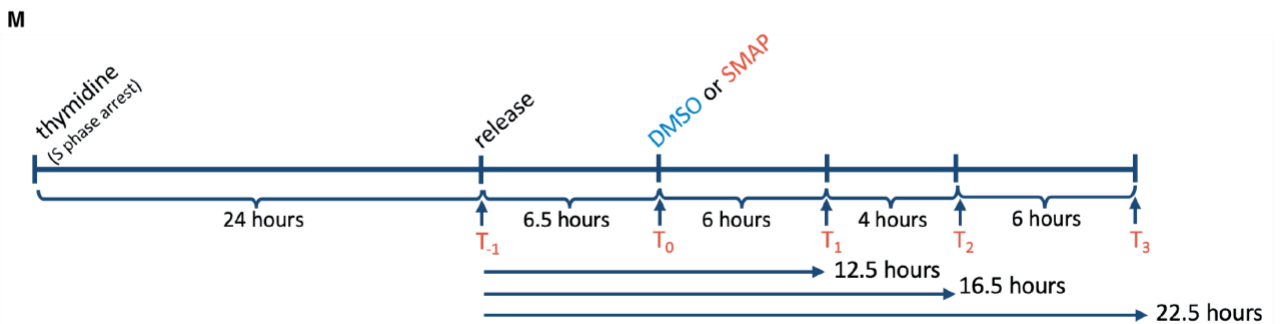 M
thymidine
(S phase arrest)
release
DMSO or SMAP
24 hours
6.5 hours
6 hours
4 hours
6 hours
T-1
T0
T1
T2
T3
12.5 hours
16.5 hours
22.5 hours